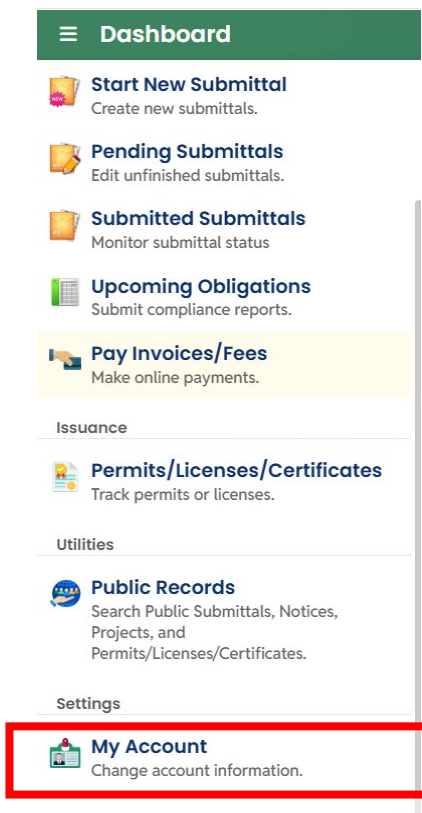 Dashboard
Start New Submittal
Create new submittals.
Pending Submittals
Edit unfinished submittals.
Submitted Submittals
Monitor submittal status
Upcoming Obligations
Submit compliance reports.
Pay Invoices/Fees
Make online payments.
Issuance
Permits/Licenses/Certificates
Track permits or licenses.
Utilities
Public Records
Search Public Submittals, Notices,
Projects, and
Permits/Licenses/Certificates.
Settings
My Account
Change account information.